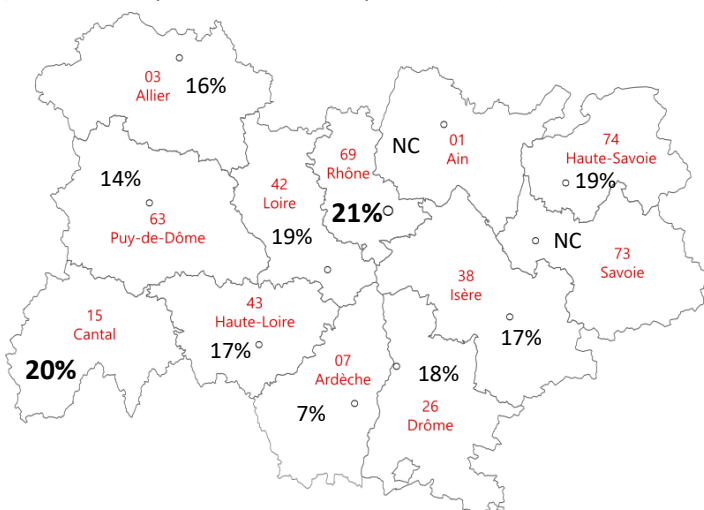 03
Allier
16%
NC
01
Ain
69
Rhône
74
Haute-Savoie
19%
14%
42
Loire
21%
63
Puy-de-Dôme
19%
NC
73
Savoie
38
Isère
15
Cantal
43
Haute-Loire
17%
17%
20%
07
Ardèche
18%
7%
26
Drôme